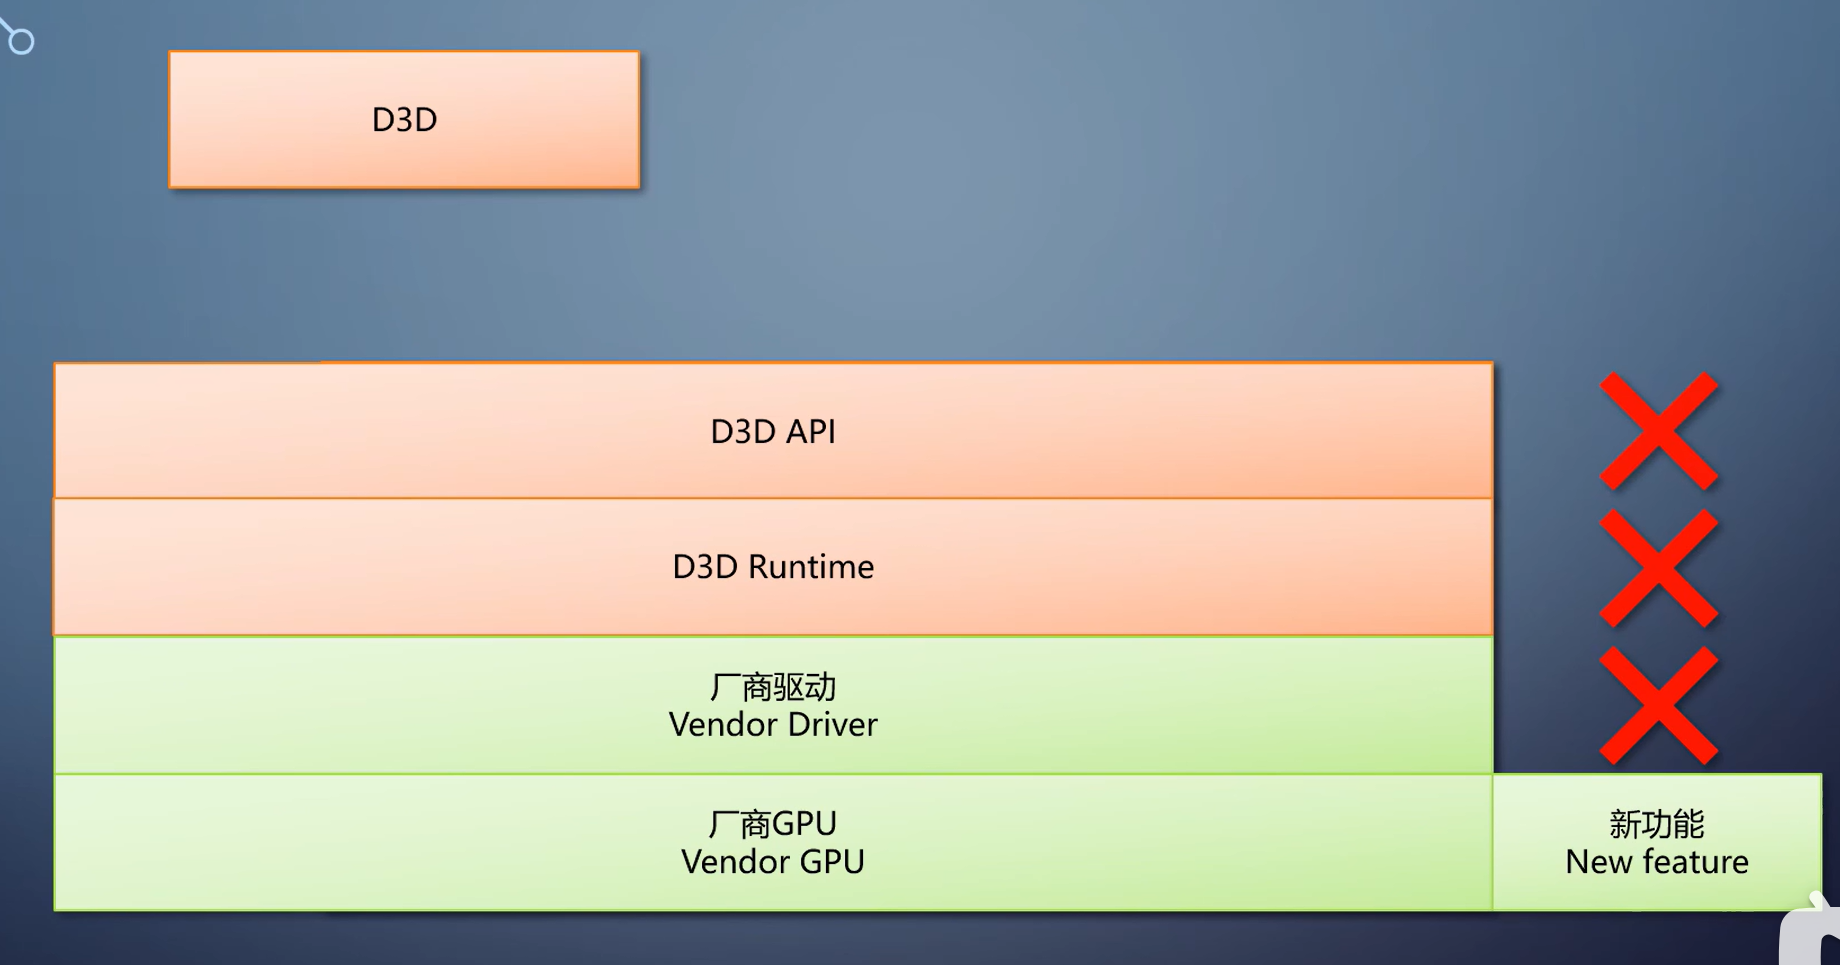 D3D
D3D API
D3D Runtime
厂商驱动
Vendor Driver
厂商GPU
Vendor GPU
新功能
New feature